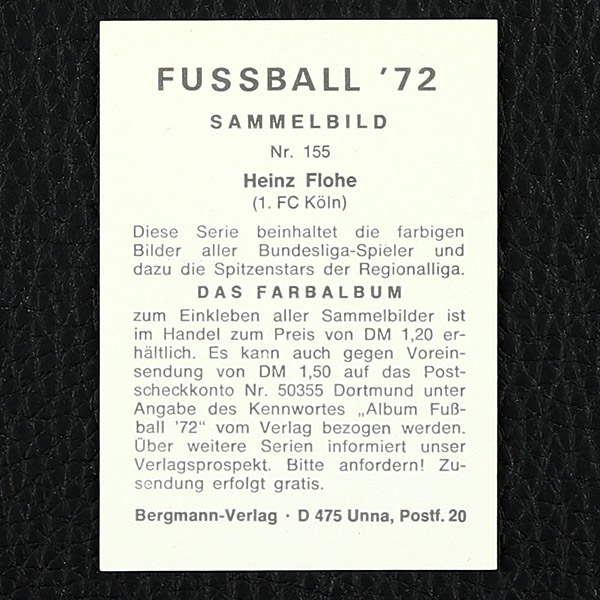 FUSSBALL ’72
SAMMELBILD
Nr. 155
Heinz Flohe
(1. FC Köln)
Diese Serie beinhaltet die farbigen
Bilder aller Bundesliga-Spieler und
dazu die Spitzenstars der Regionalliga.
DAS FARBALBUM
zum Einkleben aller Sammelbilder ist
im Handel zum Preis von DM 1,20 er-
hältlich. Es kann auch gegen Vorein-
sendung von DM 1,50 auf das Post-
scheckkonto Nr. 50355 Dortmund unter
Angabe des Kennwortes „Album Fuß-
ball ’72“ vom Verlag bezogen werden.
Über weitere Serien informiert unser
Verlagsprospekt. Bitte anfordern! Zu-
sendung erfolgt gratis.
Bergmann-Verlag · D 475 Unna, Postf. 20